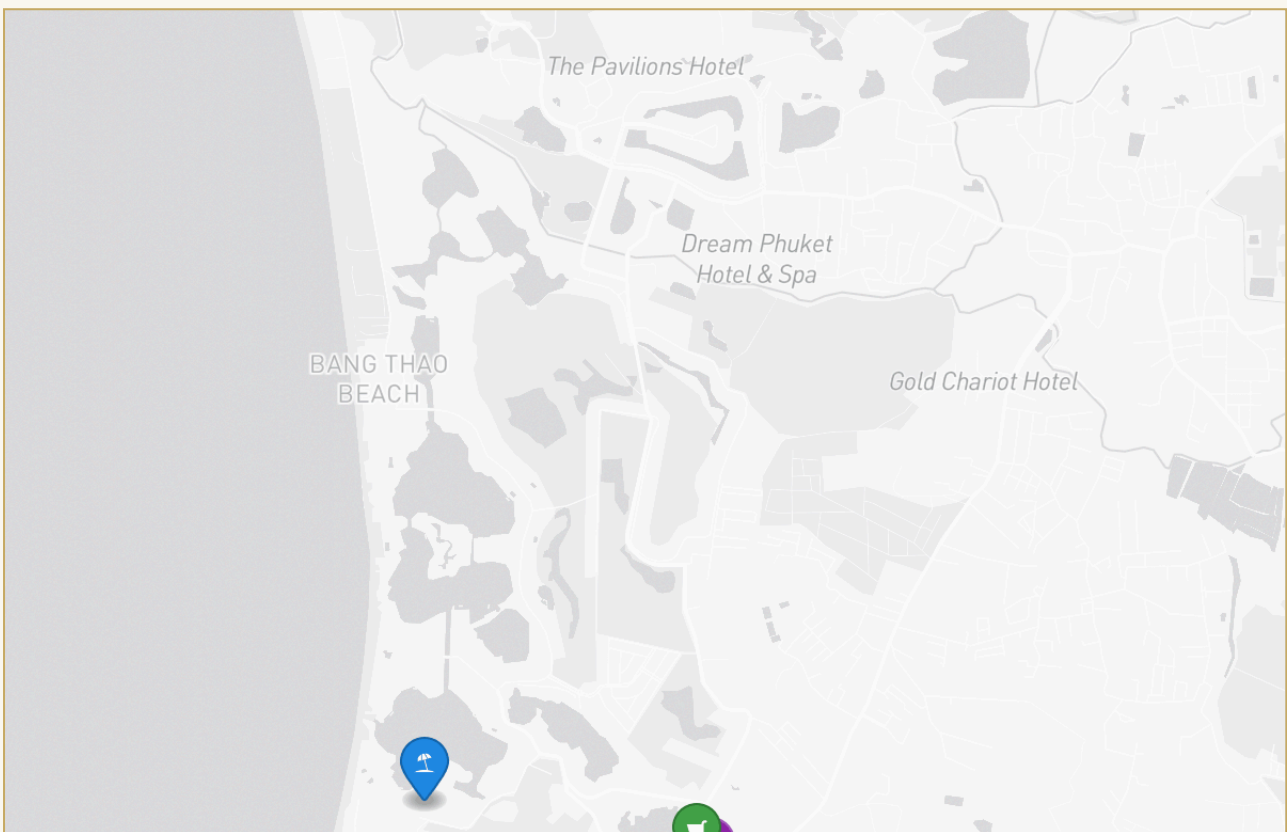 The Pavilions Hotel
Dream Phuket
Hotel & Spa
BANG THAO
BEACH
Gold Chariot Hotel